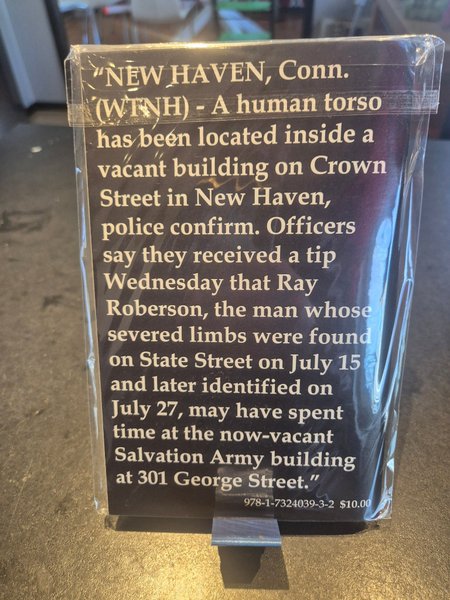 "NEW HAVEN, Conn.
(WTNH) - A human torso
has been located inside a
vacant building on Crown
Street in New Haven,
police confirm. Officers
say they received a tip
Wednesday that Ray
Roberson, the man whose
severed limbs were found
on State Street on July 15
and later identified on
July 27, may have spent
time at the now-vacant
Salvation Army building
at 301 George Street."
978-1-7324039-3-2 $10.00